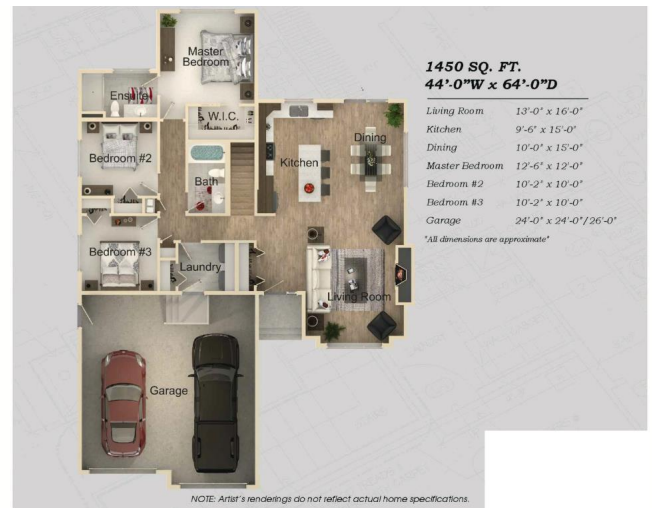 Master
Bedroom
Ensuite
W.I.C.
Bedroom #2
Bath
Kitchen
Dining
Bedroom #3
Laundry
Living Room
Garage
1450 SQ. FT.
44'-0"W x 64'-0"D
Living Room 13'-0" x 16'-0"
Kitchen 9'-6" x 15'-0"
Dining 10'-0" x 15'-0"
Master Bedroom 12'-6" x 12'-0"
Bedroom #2 10'-2" x 10'-0"
Bedroom #3 10'-2" x 10'-0"
Garage 24'-0" x 24'-0"/26'-0"
"All dimensions are approximate"
NOTE: Artist's renderings do not reflect actual home specifications.